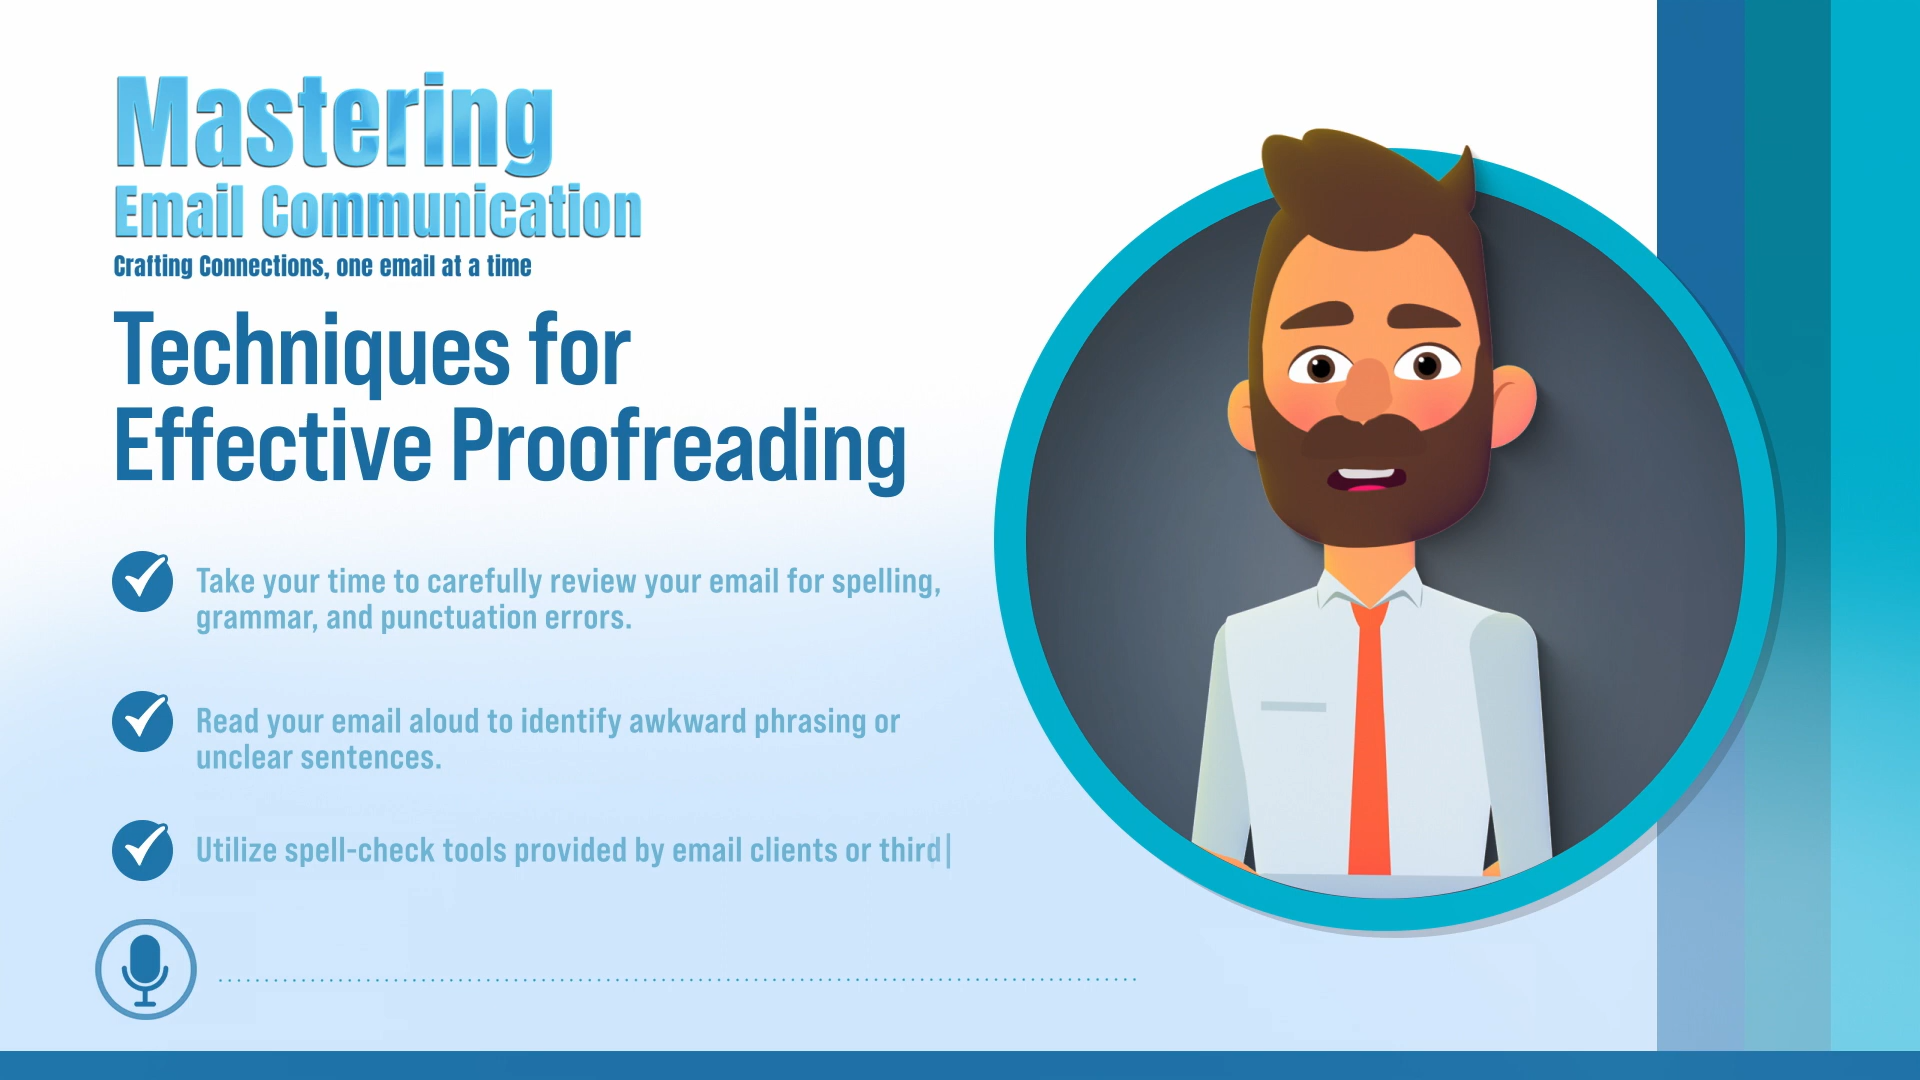 Mastering
Email Communication
Crafting Connections, one email at a time
Techniques for
Effective Proofreading
Take your time to carefully review your email for spelling,
grammar, and punctuation errors.
Read your email aloud to identify awkward phrasing or
unclear sentences.
Utilize spell-check tools provided by email clients or third